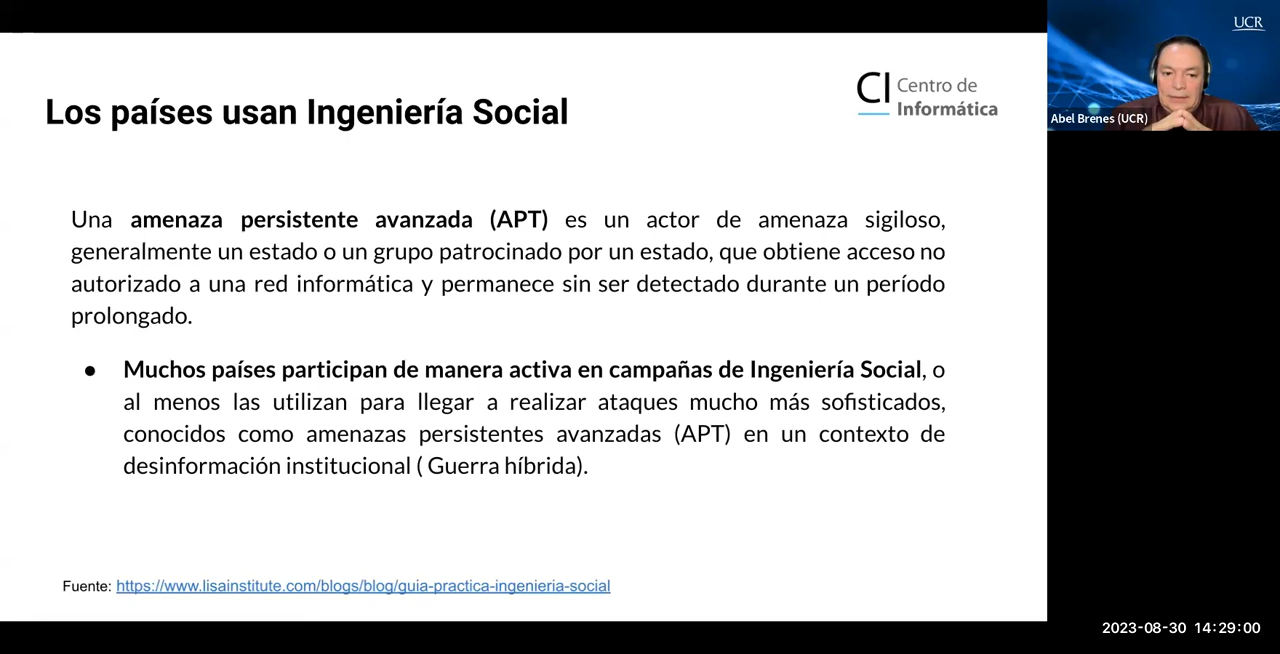 Los países usan Ingeniería Social
CI Centro de
Informática
Una amenaza persistente avanzada (APT) es un actor de amenaza sigiloso,
generalmente un estado o un grupo patrocinado por un estado, que obtiene acceso no
autorizado a una red informática y permanece sin ser detectado durante un período
prolongado.
● Muchos países participan de manera activa en campañas de Ingeniería Social, o
al menos las utilizan para llegar a realizar ataques mucho más sofisticados,
conocidos como amenazas persistentes avanzadas (APT) en un contexto de
desinformación institucional ( Guerra híbrida).
Fuente: https://www.lisainstitute.com/blogs/blog/guia-practica-ingenieria-social
UCR
Abel Brenes (UCR)
2023-08-30 14:29:00